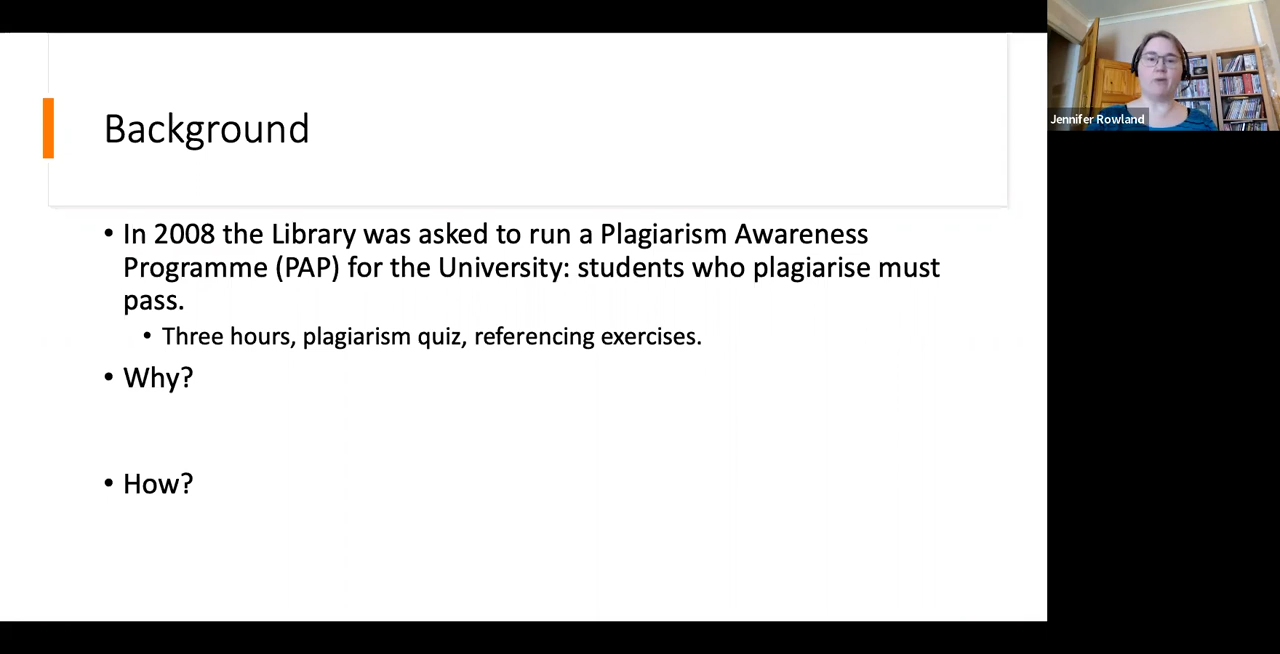 Background
• In 2008 the Library was asked to run a Plagiarism Awareness
Programme (PAP) for the University: students who plagiarise must
pass.
• Three hours, plagiarism quiz, referencing exercises.
• Why?
• How?
Jennifer Rowland